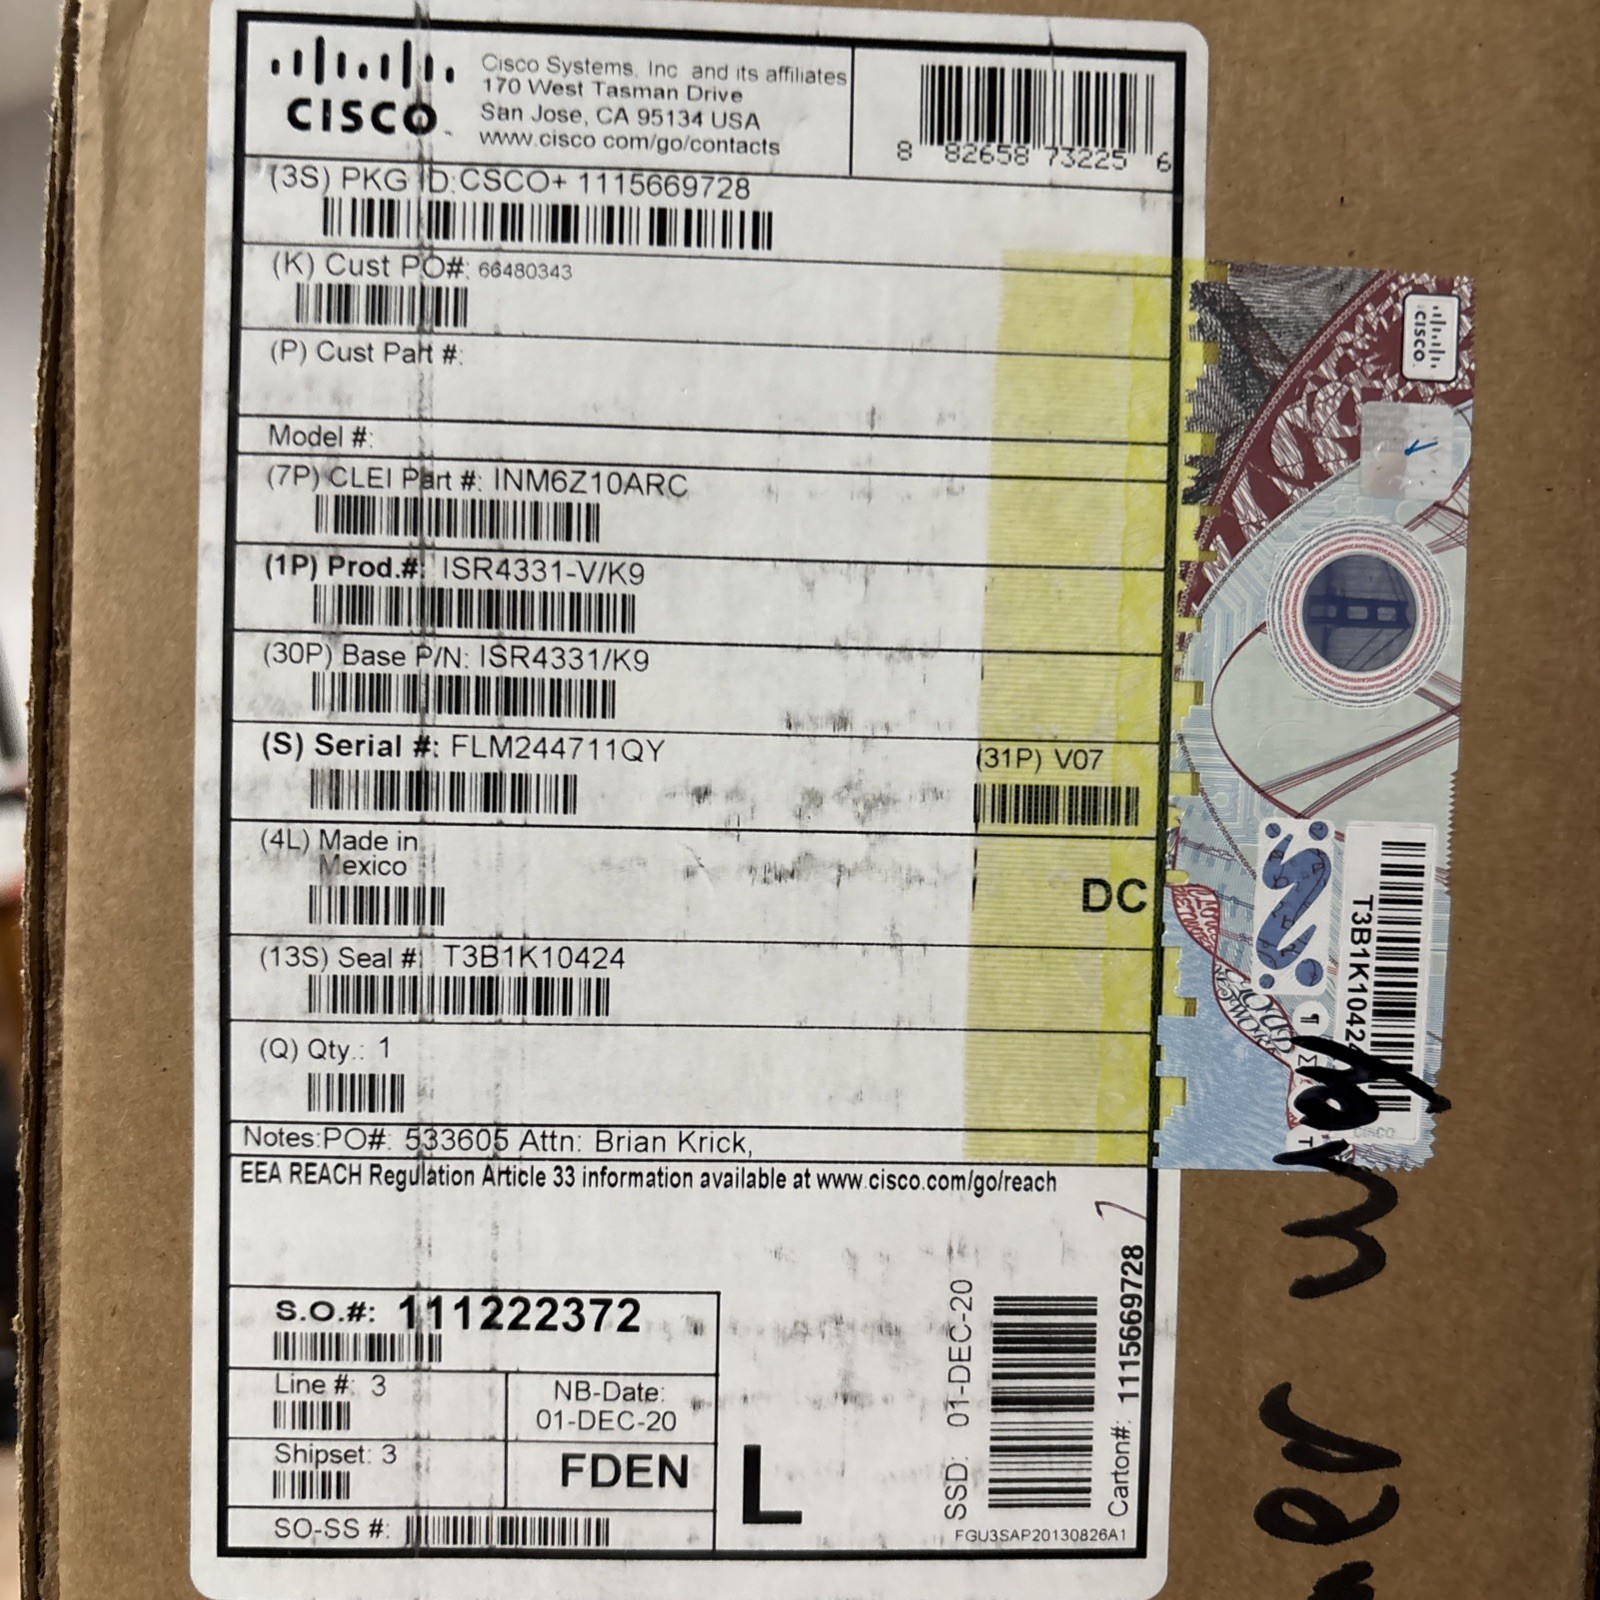 CISCO
Cisco Systems, Inc and its affiliates
170 West Tasman Drive
San Jose, CA 95134 USA
www.cisco com/go/contacts
8 82658 73225 6
(3S) PKG ID:CSCO+ 1115669728
(K) Cust PO#: 66480343
(P) Cust Part #:
Model #:
(7P) CLEI Part #: INM6Z10ARC
(1P) Prod.#: ISR4331-V/K9
(30P) Base P/N: ISR4331/K9
(S) Serial #: FLM244711QY
(31P) V07
(4L) Made in
Mexico
DC
(13S) Seal #: T3B1K10424
(Q) Qty.: 1
Notes:PO#: 533605 Attn: Brian Krick,
EEA REACH Regulation Article 33 information available at www.cisco.com/go/reach
S.O.#: 111222372
Line #: 3
NB-Date:
01-DEC-20
Shipset: 3
FDEN
SO-SS #:
L
SSD: 01-DEC-20
Carton#: 1115669728
FGU3SAP20130826A1
CISCO
T3B1K10424
CLOUD
NETWORK
CISCO